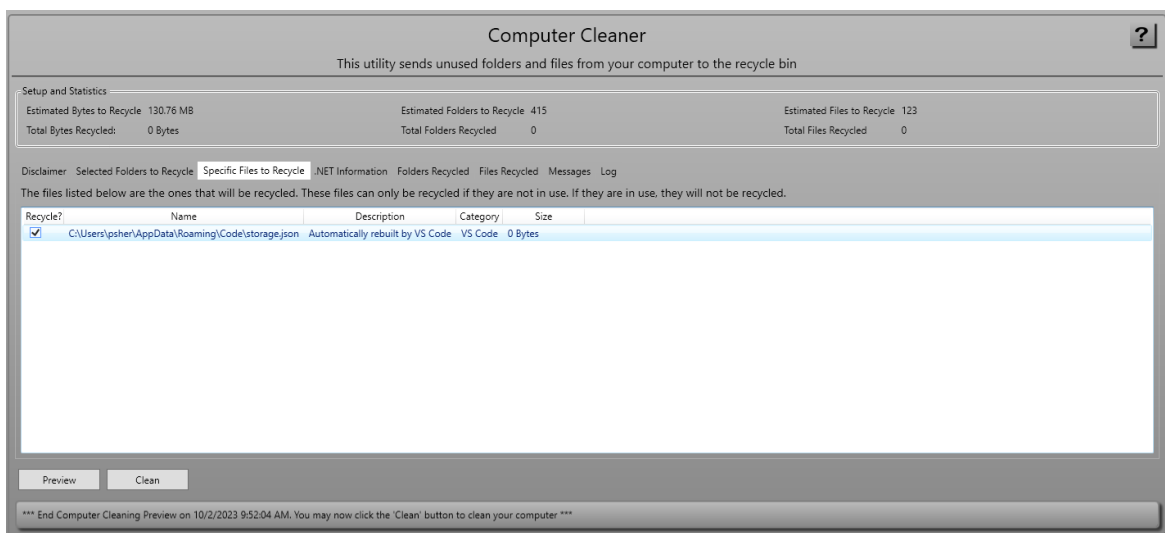 Computer Cleaner
?
This utility sends unused folders and files from your computer to the recycle bin
Setup and Statistics
Estimated Bytes to Recycle 130.76 MB Estimated Folders to Recycle 415 Estimated Files to Recycle 123
Total Bytes Recycled: 0 Bytes Total Folders Recycled 0 Total Files Recycled 0
Disclaimer Selected Folders to Recycle Specific Files to Recycle .NET Information Folders Recycled Files Recycled Messages Log
The files listed below are the ones that will be recycled. These files can only be recycled if they are not in use. If they are in use, they will not be recycled.
Recycle? Name Description Category Size
C:\Users\psher\AppData\Roaming\Code\storage.json Automatically rebuilt by VS Code VS Code 0 Bytes
Preview Clean
*** End Computer Cleaning Preview on 10/2/2023 9:52:04 AM. You may now click the 'Clean' button to clean your computer ***